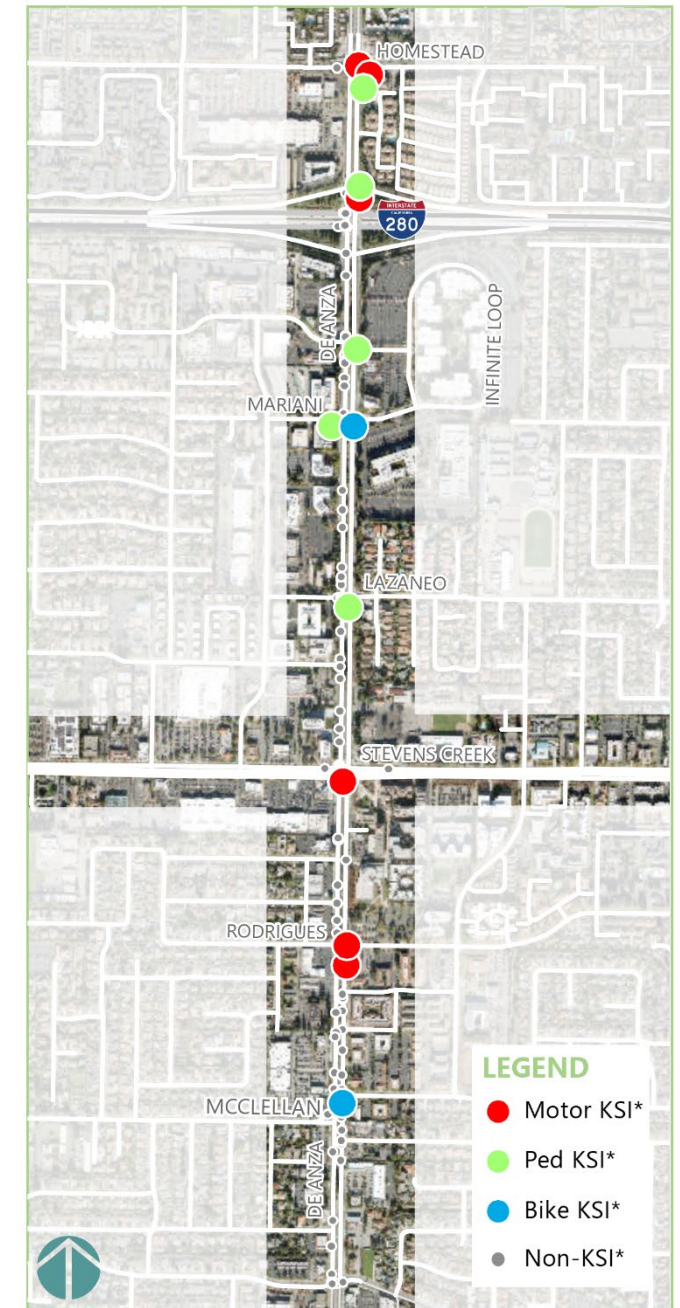 HOMESTEAD
INTERSTATE
CALIFORNIA
280
DE ANZA
INFINITE LOOP
MARIANI
LAZANEO
STEVENS CREEK
RODRIGUES
MCCLELLAN
DE ANZA
LEGEND
Motor KSI*
Ped KSI*
Bike KSI*
Non-KSI*